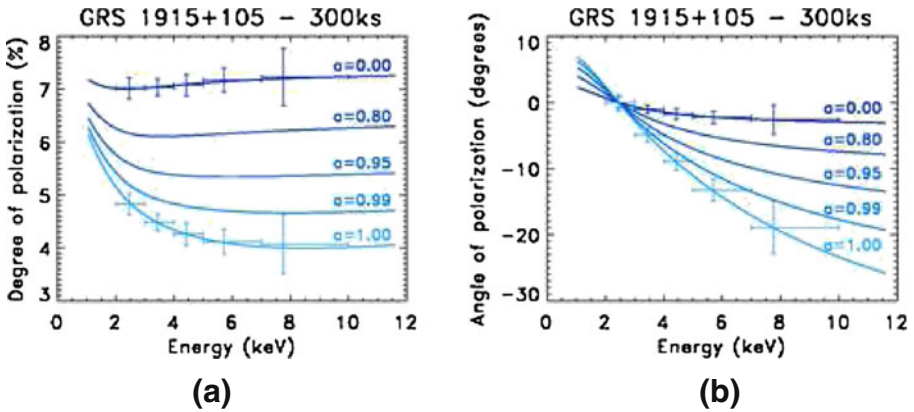 GRS 1915+105 - 300ks
Degree of polarization (%)
8
7
6
5
4
3
a=0.00
a=0.80
a=0.95
a=0.99
a=1.00
0 2 4 6 8 10 12
Energy (keV)
(a)
GRS 1915+105 - 300ks
Angle of polarization (degrees)
10
0
-10
-20
-30
a=0.00
a=0.80
a=0.95
a=0.99
a=1.00
0 2 4 6 8 10 12
Energy (keV)
(b)